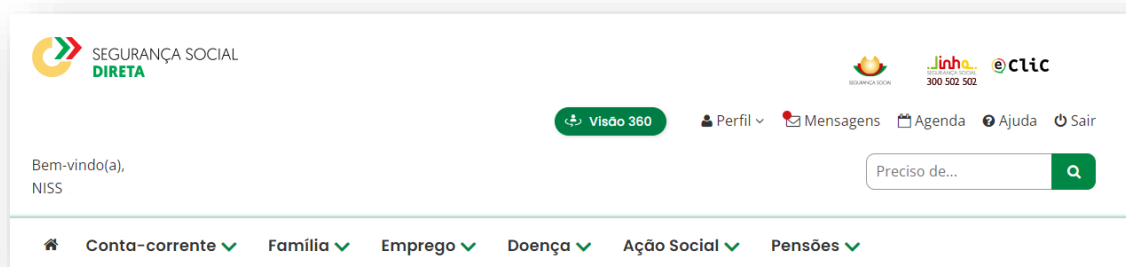 SEGURANÇA SOCIAL
DIRETA
SEGURANÇA SOCIAL
Linha
SEGURANÇA SOCIAL
300 502 502
eclic
Visão 360
Perfil
Mensagens
Agenda
Ajuda
Sair
Bem-vindo(a),
NISS
Preciso de...
Conta-corrente
Família
Emprego
Doença
Ação Social
Pensões